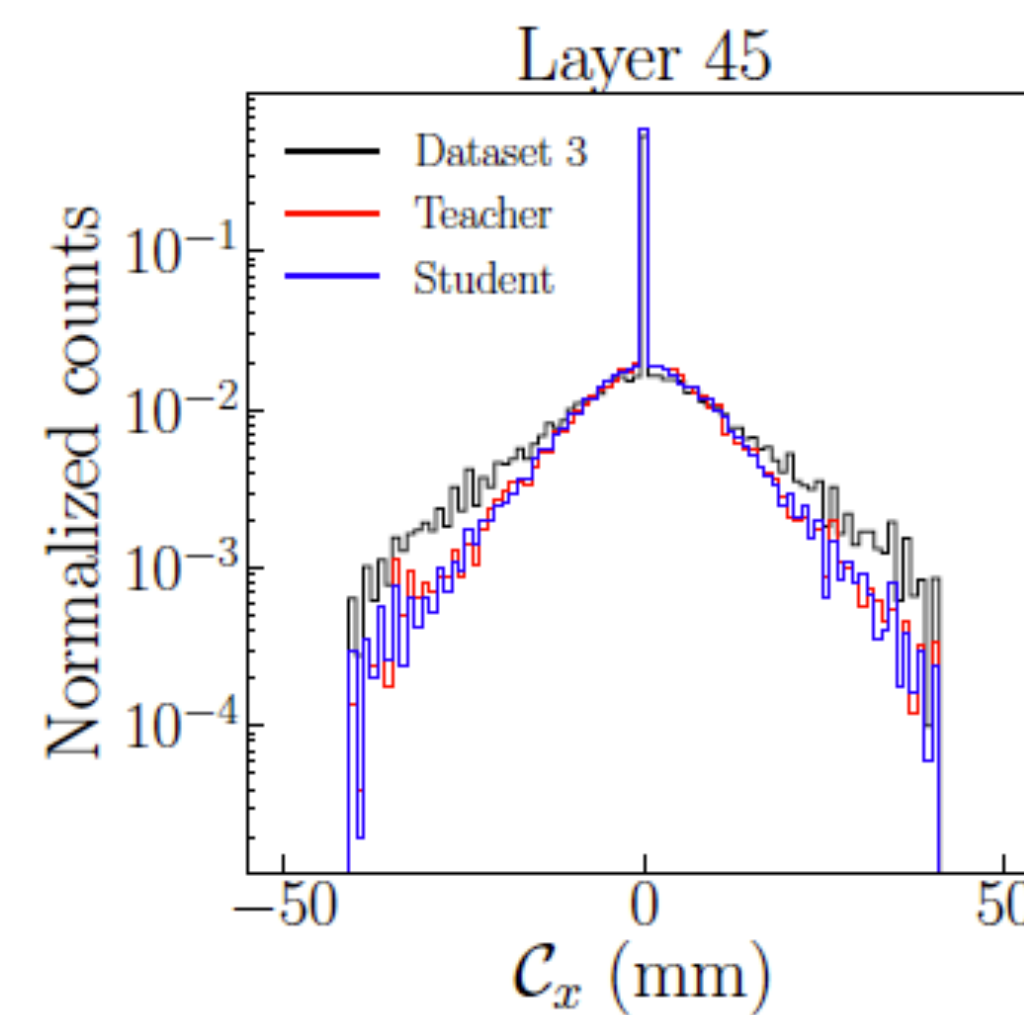 Layer 45
Dataset 3
Teacher
Student
Normalized counts
10⁻¹
10⁻²
10⁻³
10⁻⁴
−50
0
50
𝒞ₓ (mm)